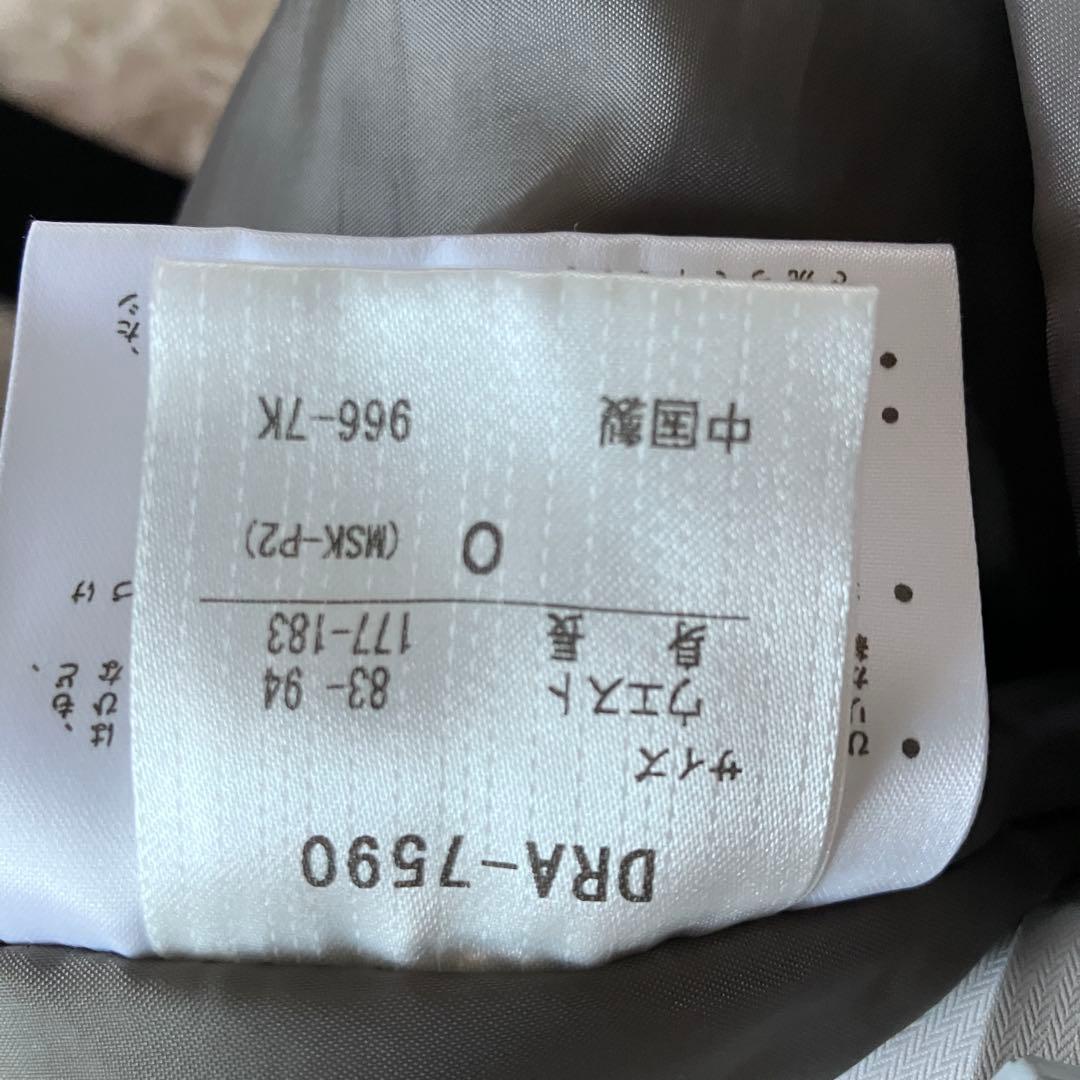 DRA-7590
サイズ
ウエスト 83- 94
身 長 177-183
O (MSK-P2)
中国製 966-7K